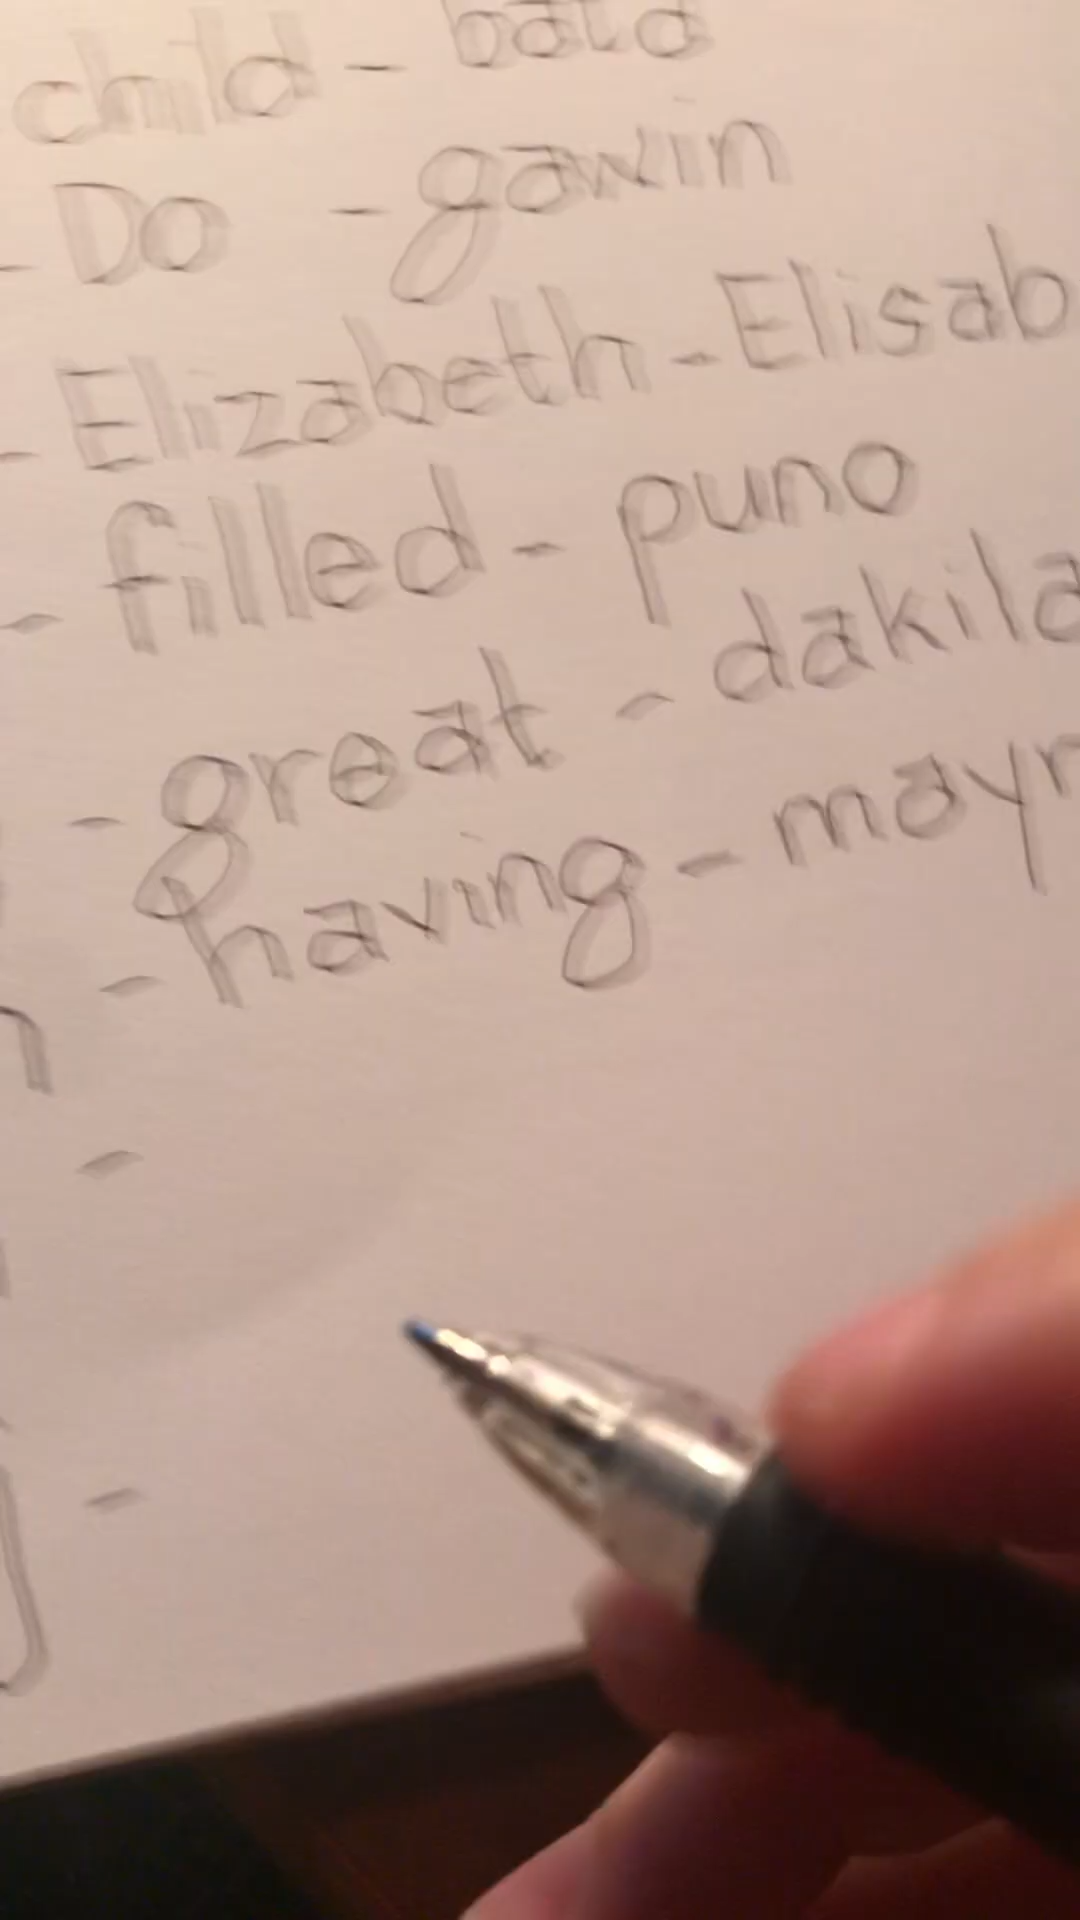 child - bata
- Do - gawin
- Elizabeth - Elisab
- filled - puno
- great - dakila
- having - mayr
-
-